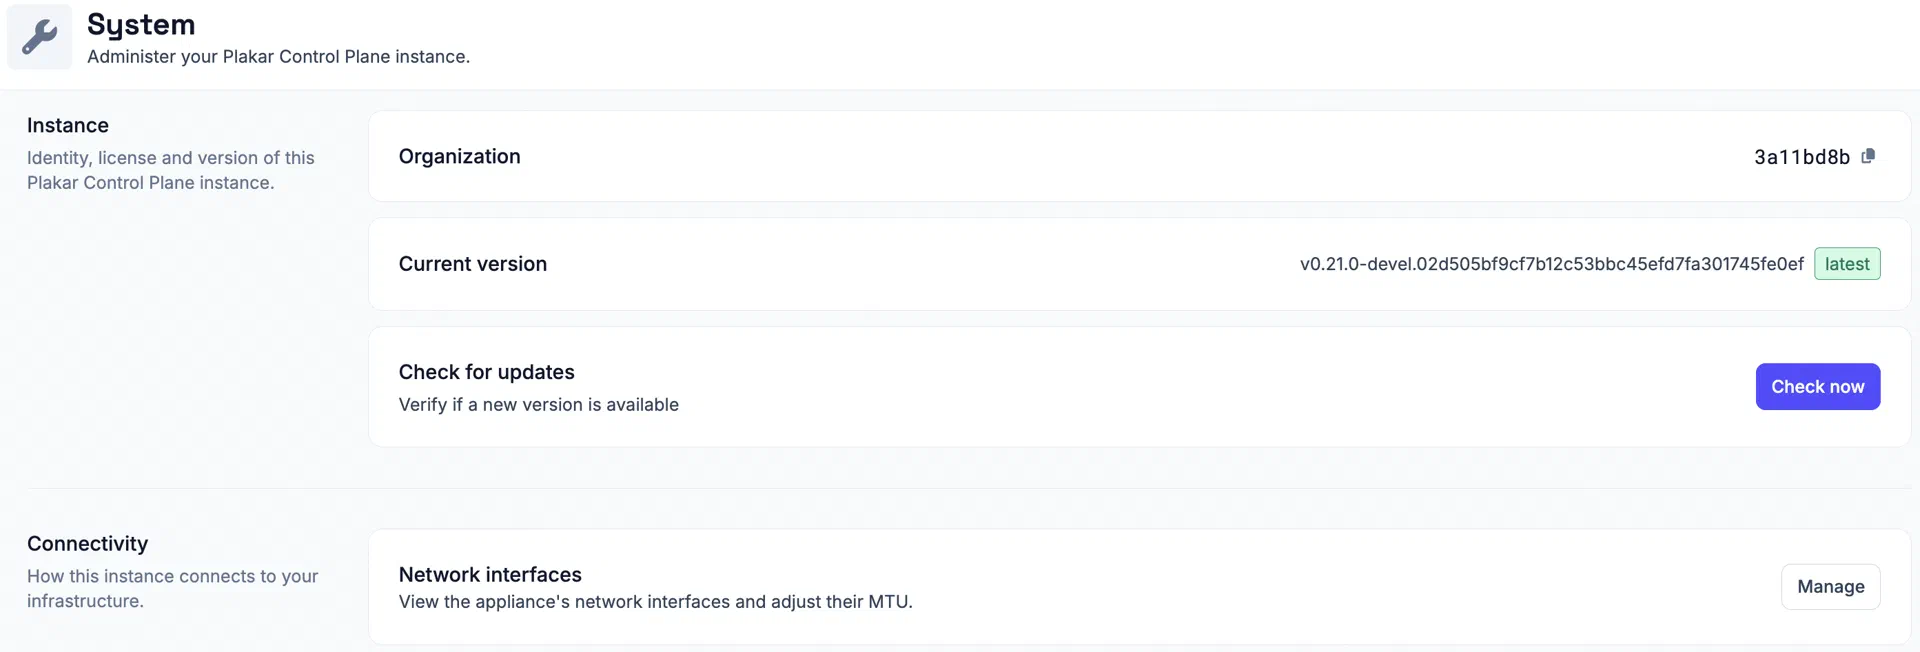 System
Administer your Plakar Control Plane instance.
Instance
Identity, license and version of this
Plakar Control Plane instance.
Organization
3a11bd8b
Current version
v0.21.0-devel.02d505bf9cf7b12c53bbc45efd7fa301745fe0ef
latest
Check for updates
Verify if a new version is available
Check now
Connectivity
How this instance connects to your
infrastructure.
Network interfaces
View the appliance's network interfaces and adjust their MTU.
Manage